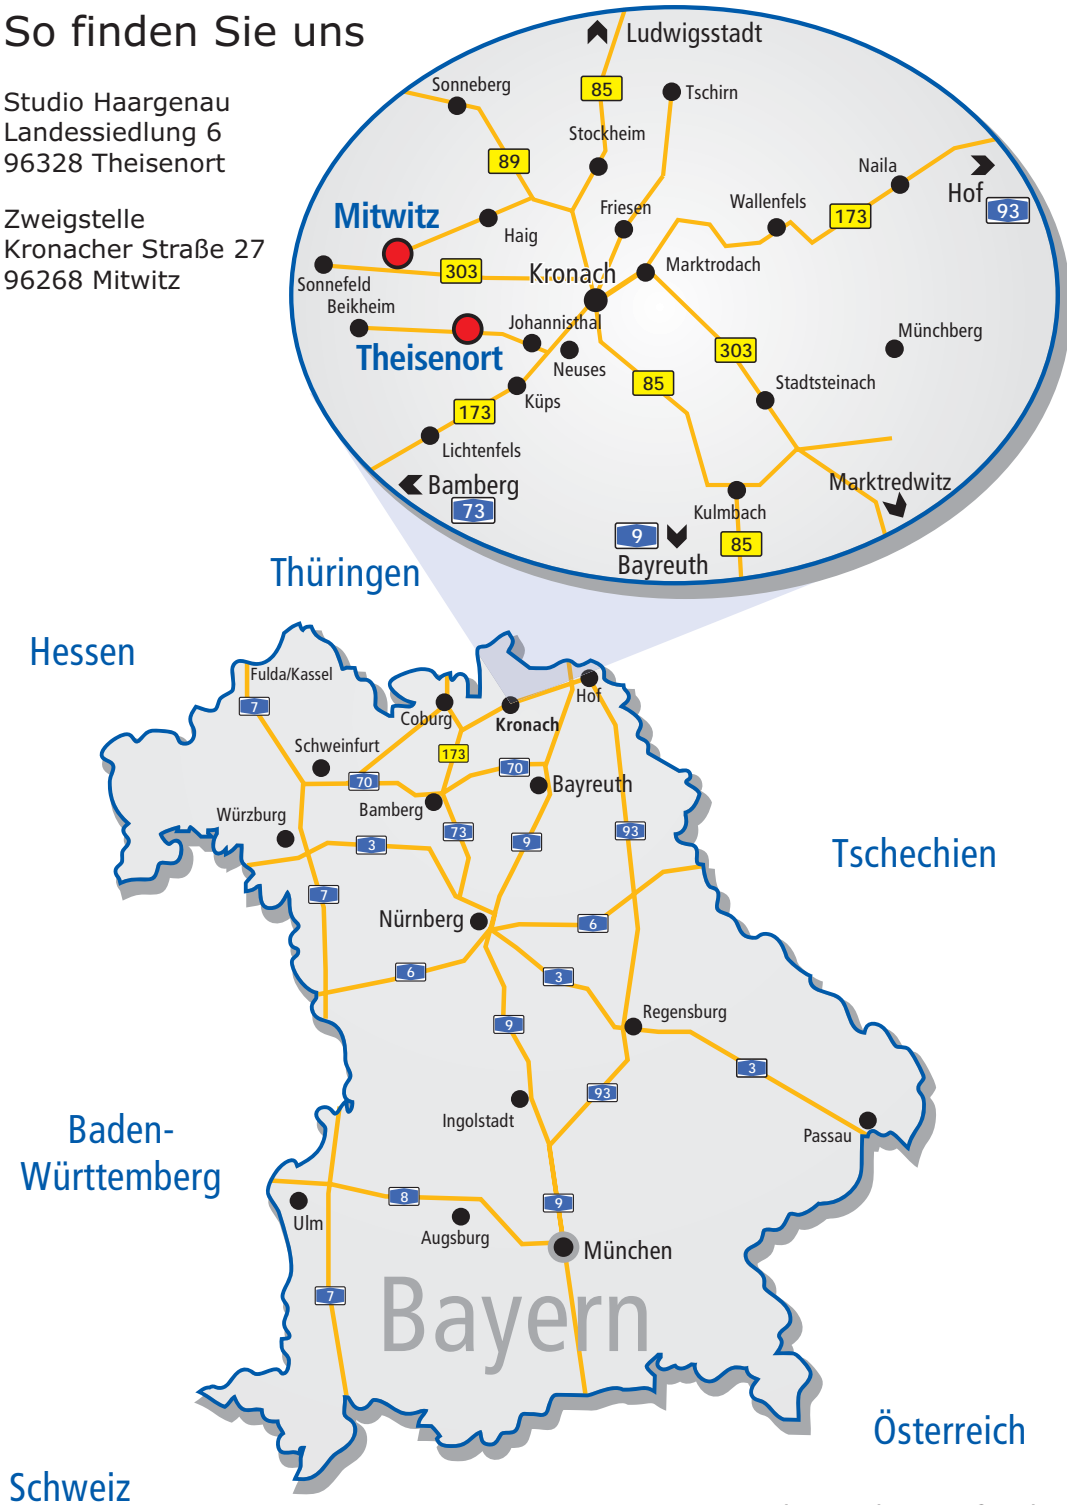 So finden Sie uns
Studio Haargenau
Landessiedlung 6
96328 Theisenort
Zweigstelle
Kronacher Straße 27
96268 Mitwitz
Ludwigsstadt
Sonneberg
85
Tschirn
Stockheim
89
Naila
Hof
93
Mitwitz
Friesen
Wallenfels
173
Haig
Marktrodach
Kronach
303
Sonnefeld
Beikheim
Johannisthal
Theisenort
Neuses
303
Münchberg
85
Stadtsteinach
Küps
173
Lichtenfels
Bamberg
73
Marktredwitz
Kulmbach
9
85
Bayreuth
Thüringen
Hessen
Fulda/Kassel
7
Coburg
Kronach
Hof
Schweinfurt
173
70
70
Bayreuth
Bamberg
Würzburg
73
9
93
3
Tschechien
7
Nürnberg
6
6
3
Regensburg
9
3
93
Ingolstadt
Passau
Baden-
Württemberg
8
9
Ulm
Augsburg
München
7
Bayern
Österreich
Schweiz